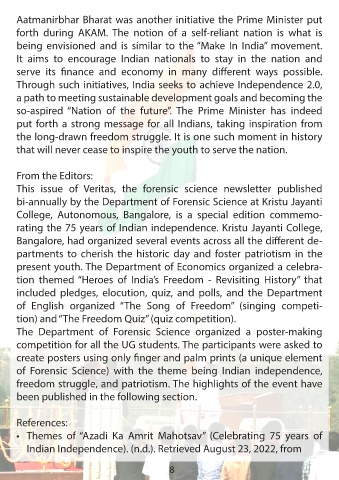 Aatmanirbhar Bharat was another initiative the Prime Minister put
forth during AKAM. The notion of a self-reliant nation is what is
being envisioned and is similar to the “Make In India” movement.
It aims to encourage Indian nationals to stay in the nation and
serve its finance and economy in many different ways possible.
Through such initiatives, India seeks to achieve Independence 2.0,
a path to meeting sustainable development goals and becoming the
so-aspired “Nation of the future”. The Prime Minister has indeed
put forth a strong message for all Indians, taking inspiration from
the long-drawn freedom struggle. It is one such moment in history
that will never cease to inspire the youth to serve the nation.
From the Editors:
This issue of Veritas, the forensic science newsletter published
bi-annually by the Department of Forensic Science at Kristu Jayanti
College, Autonomous, Bangalore, is a special edition commemo-
rating the 75 years of Indian independence. Kristu Jayanti College,
Bangalore, had organized several events across all the different de-
partments to cherish the historic day and foster patriotism in the
present youth. The Department of Economics organized a celebra-
tion themed “Heroes of India’s Freedom - Revisiting History” that
included pledges, elocution, quiz, and polls, and the Department
of English organized “The Song of Freedom” (singing competi-
tion) and “The Freedom Quiz” (quiz competition).
The Department of Forensic Science organized a poster-making
competition for all the UG students. The participants were asked to
create posters using only finger and palm prints (a unique element
of Forensic Science) with the theme being Indian independence,
freedom struggle, and patriotism. The highlights of the event have
been published in the following section.
References:
• Themes of “Azadi Ka Amrit Mahotsav” (Celebrating 75 years of
Indian Independence). (n.d.). Retrieved August 23, 2022, from
8